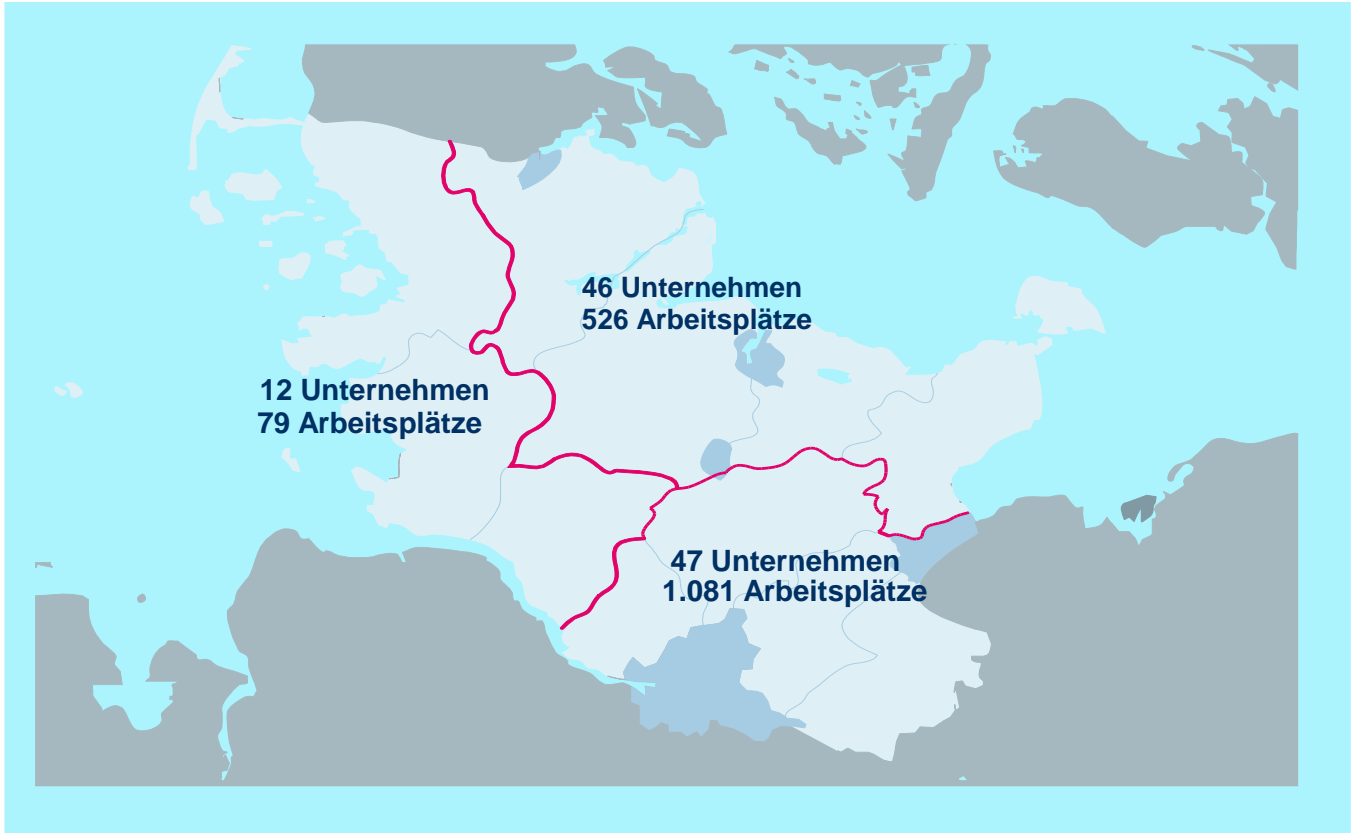 46 Unternehmen
526 Arbeitsplätze
12 Unternehmen
79 Arbeitsplätze
47 Unternehmen
1.081 Arbeitsplätze